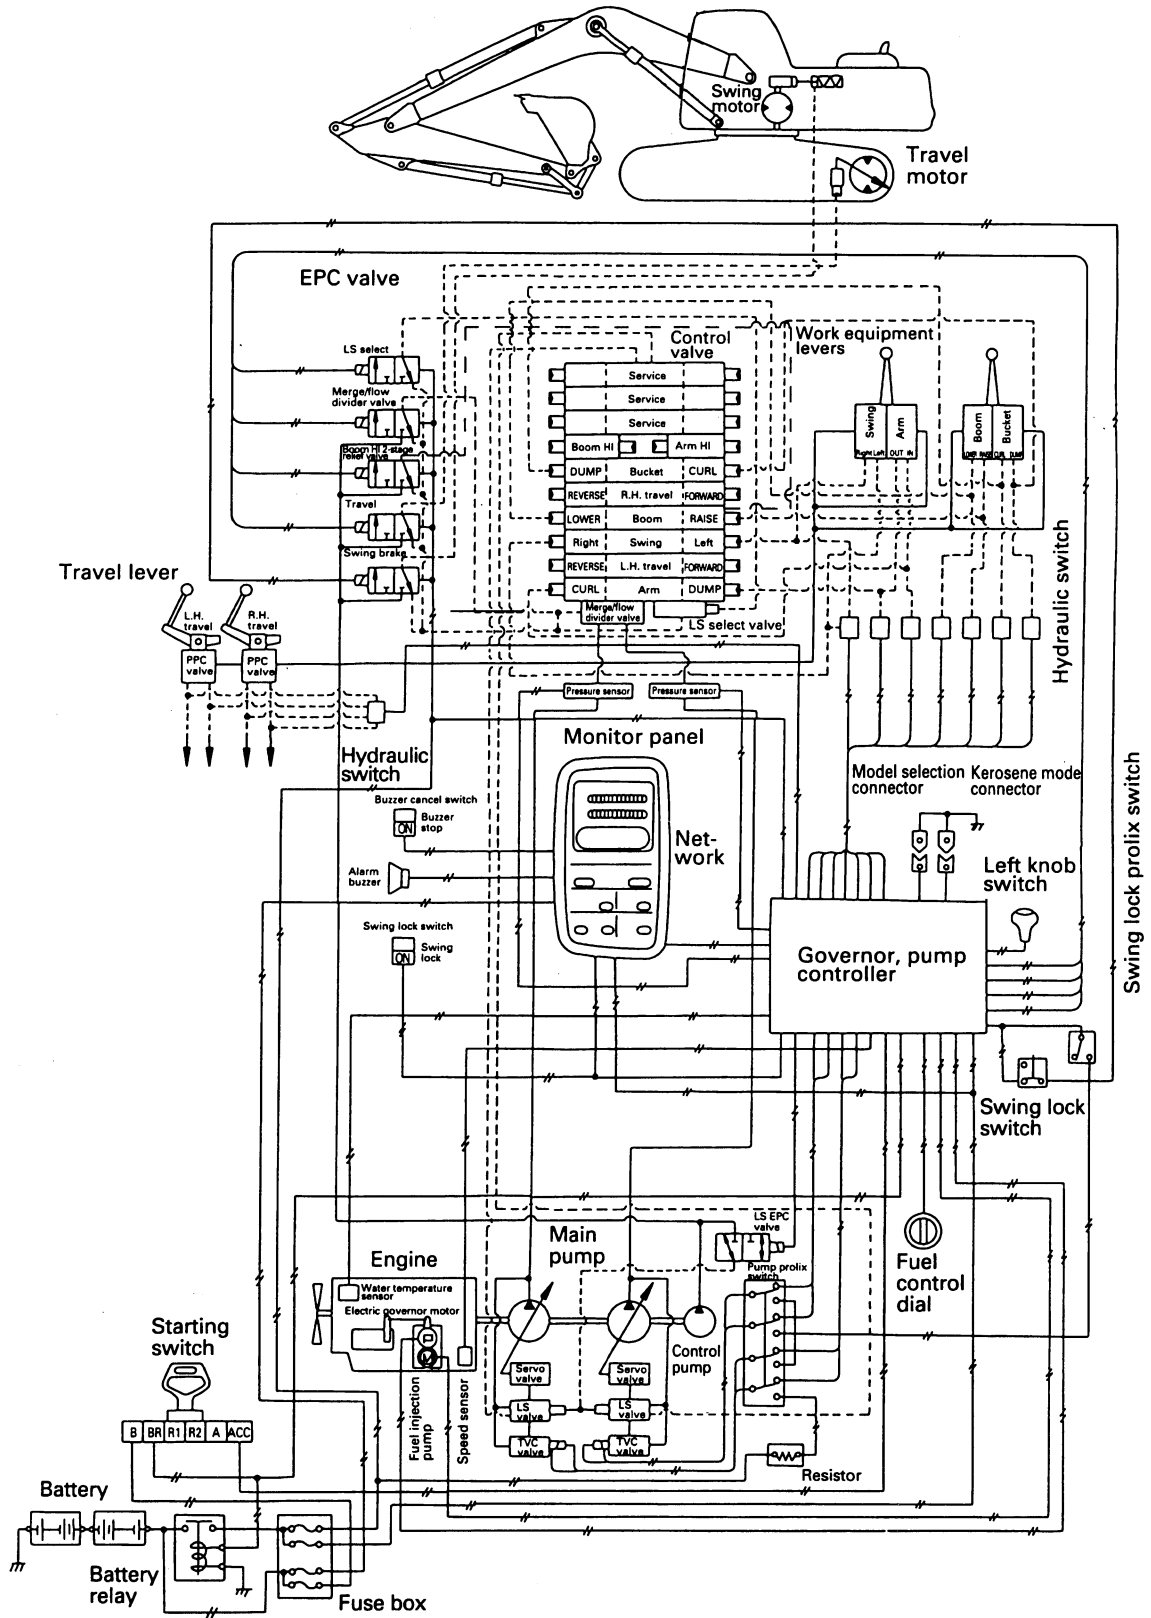 Swing
motor
Travel
motor
EPC valve
LS select
Merge/flow
divider valve
Boom HI 2-stage
relief valve
Travel
Swing brake
Control
valve
Service
Service
Service
Boom HI
Arm HI
DUMP Bucket CURL
REVERSE R.H. travel FORWARD
LOWER Boom RAISE
Right Swing Left
REVERSE L.H. travel FORWARD
CURL Arm DUMP
Merge/flow
divider valve
LS select valve
Work equipment
levers
Swing
Arm
Right Left OUT IN
Boom
Bucket
LOWER RAISE CURL DUMP
Hydraulic switch
Travel lever
L.H.
travel
R.H.
travel
PPC
valve
PPC
valve
Hydraulic
switch
Pressure sensor
Pressure sensor
Monitor panel
Net-
work
Buzzer cancel switch
ON
Buzzer
stop
Alarm
buzzer
Swing lock switch
ON
Swing
lock
Model selection
connector
Kerosene mode
connector
Left knob
switch
Swing lock prolix switch
Governor, pump
controller
Swing lock
switch
Fuel
control
dial
LS EPC
valve
Pump prolix
switch
Main
pump
Engine
Water temperature
sensor
Electric governor motor
P
M
Control
pump
Servo
valve
Servo
valve
LS
valve
LS
valve
TVC
valve
TVC
valve
Fuel injection
pump
Speed sensor
Resistor
Starting
switch
B BR R1 R2 A ACC
Battery
Battery
relay
Fuse box